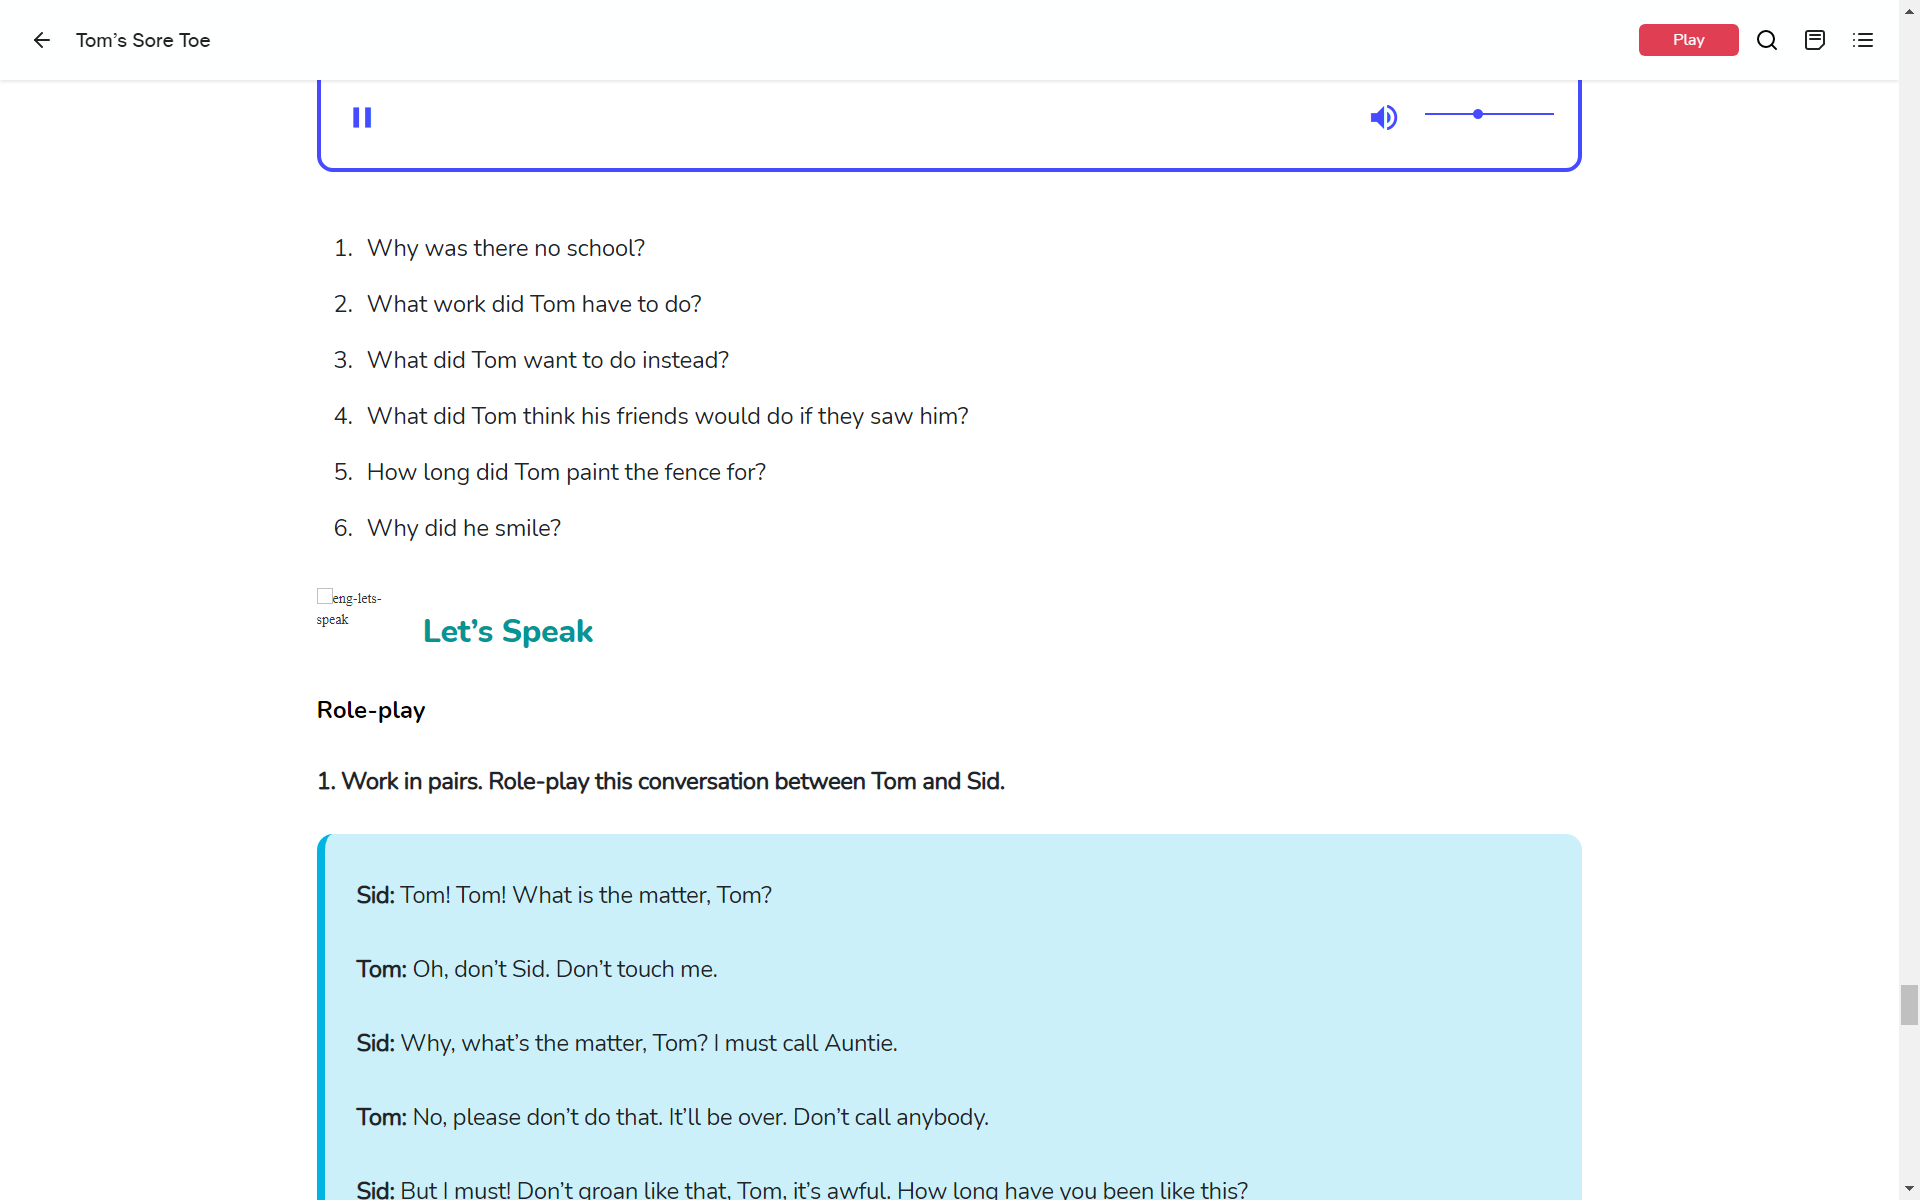 Tom’s Sore Toe
Play
1. Why was there no school?
2. What work did Tom have to do?
3. What did Tom want to do instead?
4. What did Tom think his friends would do if they saw him?
5. How long did Tom paint the fence for?
6. Why did he smile?
eng-lets-
speak
Let’s Speak
Role-play
1. Work in pairs. Role-play this conversation between Tom and Sid.
Sid: Tom! Tom! What is the matter, Tom?
Tom: Oh, don’t Sid. Don’t touch me.
Sid: Why, what’s the matter, Tom? I must call Auntie.
Tom: No, please don’t do that. It’ll be over. Don’t call anybody.
Sid: But I must! Don’t groan like that, Tom, it’s awful. How long have you been like this?